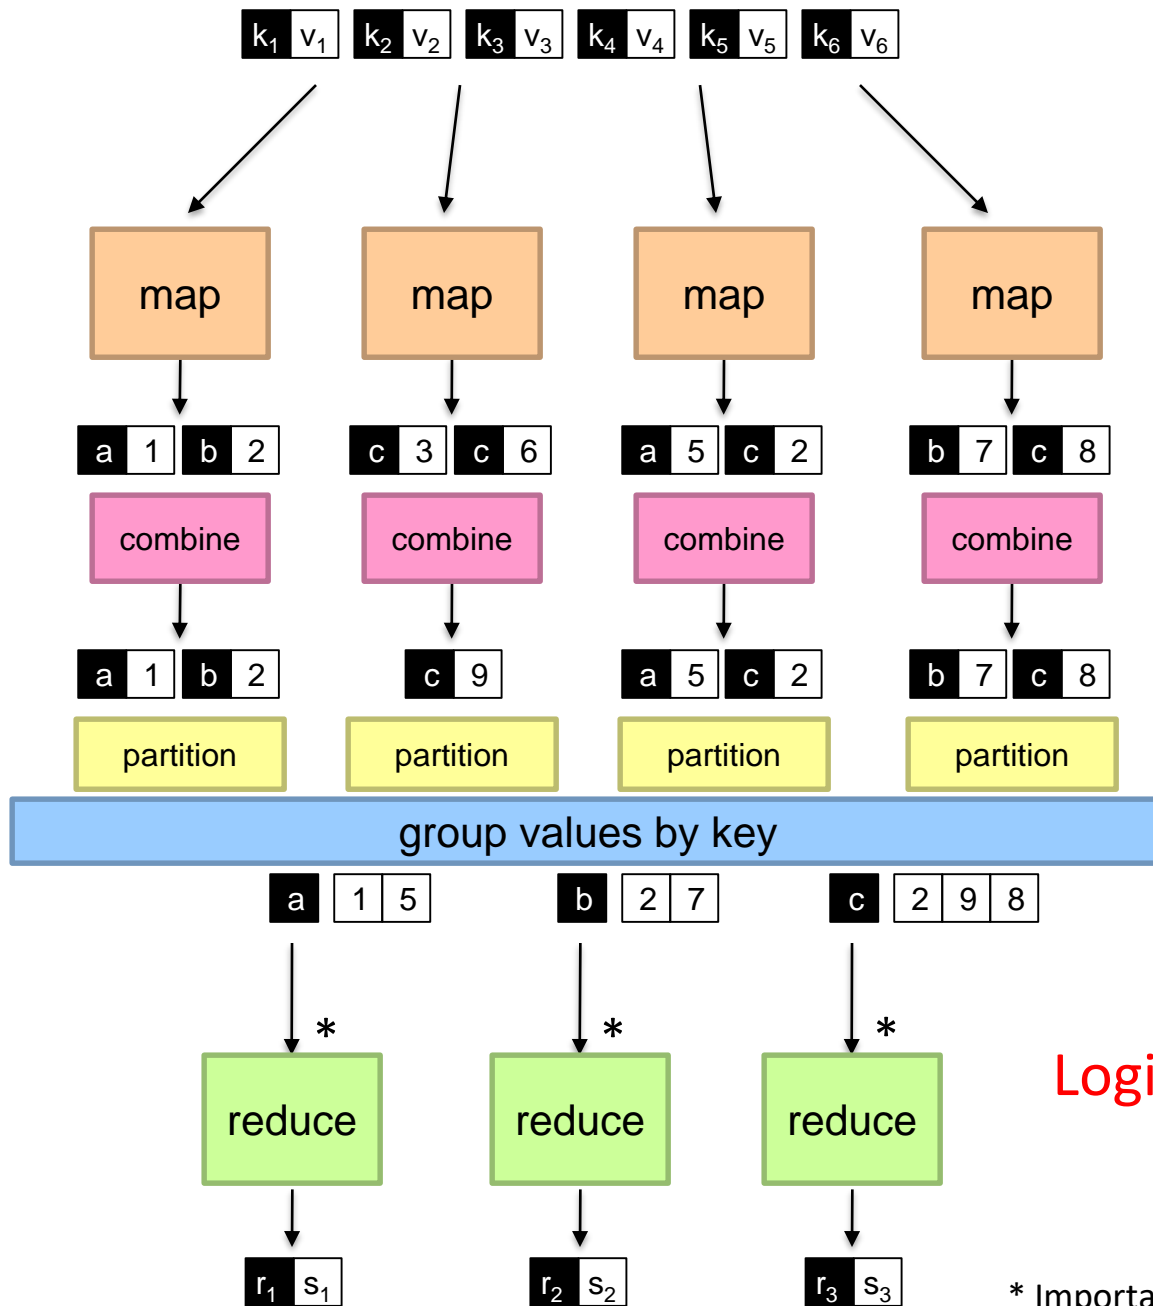 k1 v1 k2 v2 k3 v3 k4 v4 k5 v5 k6 v6
map map map map
a 1 b 2 c 3 c 6 a 5 c 2 b 7 c 8
combine combine combine combine
a 1 b 2 c 9 a 5 c 2 b 7 c 8
partition partition partition partition
group values by key
a 1 5 b 2 7 c 2 9 8
* * *
reduce reduce reduce
Logi
r1 s1 r2 s2 r3 s3
* Importa